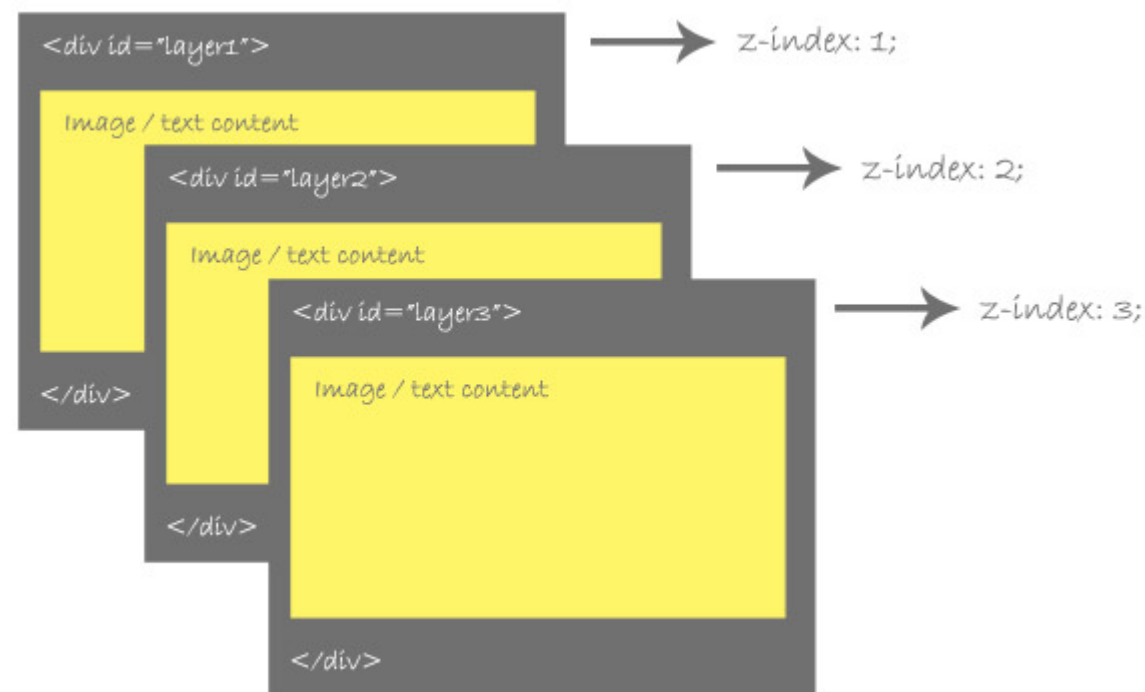 <div id="layer1">
z-index: 1;
Image / text content
<div id="layer2">
z-index: 2;
Image / text content
<div id="layer3">
z-index: 3;
Image / text content
</div>
</div>
</div>